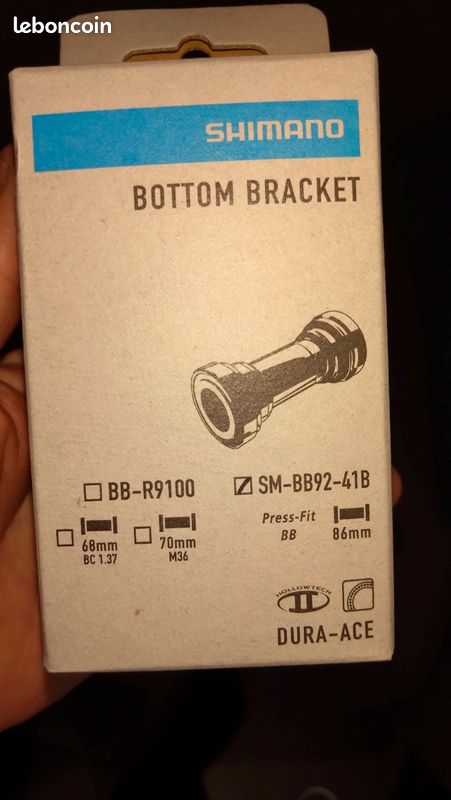 leboncoin
SHIMANO
BOTTOM BRACKET
BB-R9100
SM-BB92-41B
68mm
BC 1.37
70mm
M36
Press-Fit
BB
86mm
HOLLOWTECH
II
DURA-ACE